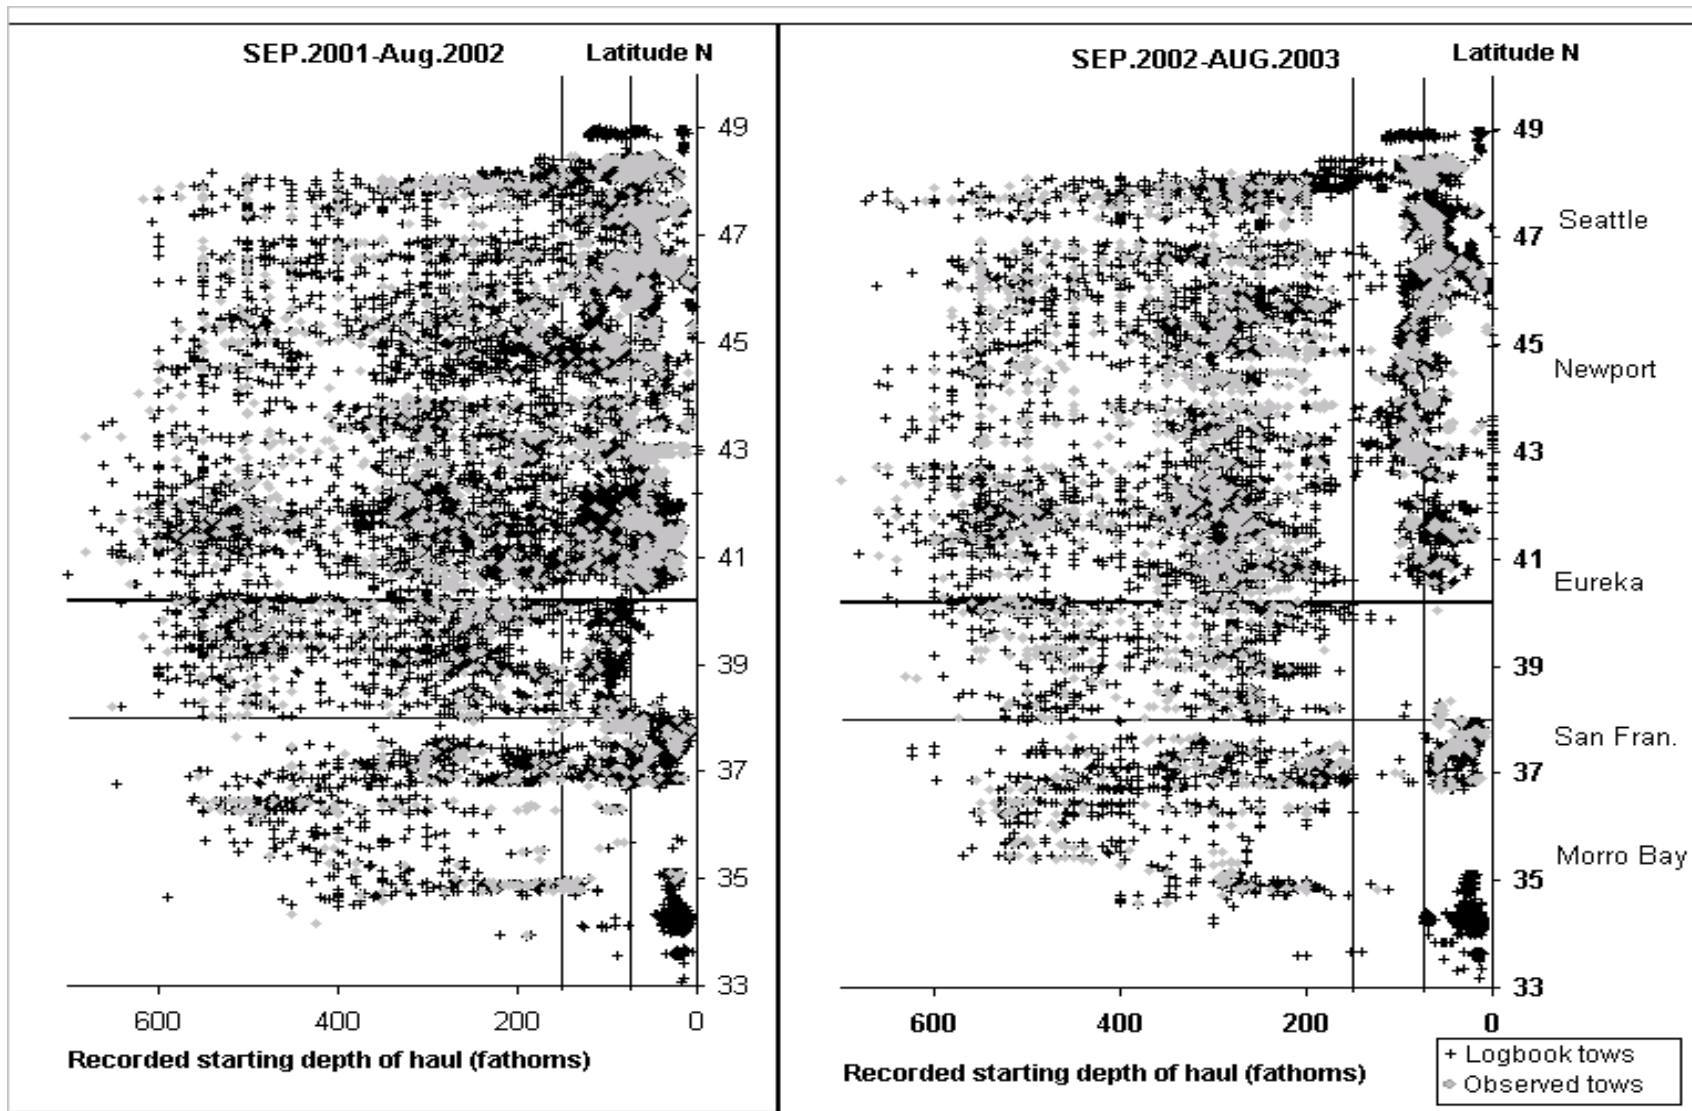 SEP.2001-Aug.2002
Latitude N
49
47
45
43
41
39
37
35
33
600
400
200
0
Recorded starting depth of haul (fathoms)
SEP.2002-AUG.2003
Latitude N
49
47
45
43
41
39
37
35
33
Seattle
Newport
Eureka
San Fran.
Morro Bay
600
400
200
0
Recorded starting depth of haul (fathoms)
Logbook tows
Observed tows